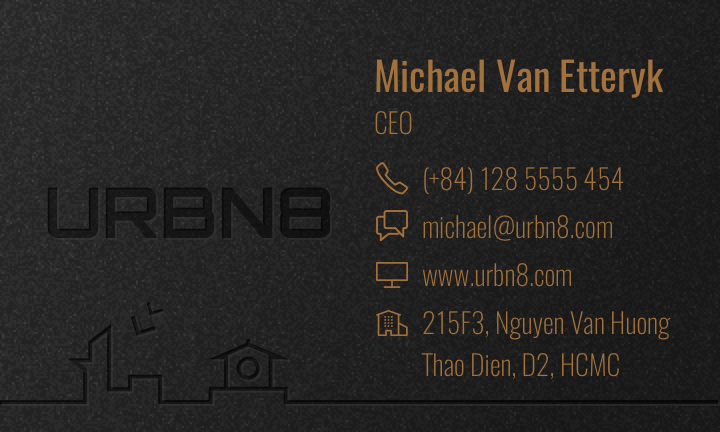 URBN8
Michael Van Etteryk
CEO
(+84) 128 5555 454
michael@urbn8.com
www.urbn8.com
215F3, Nguyen Van Huong
Thao Dien, D2, HCMC